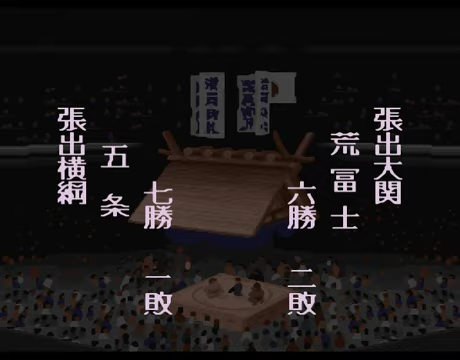 張出大関
荒冨士
六勝 二敗
七勝 一敗
五条
張出横綱